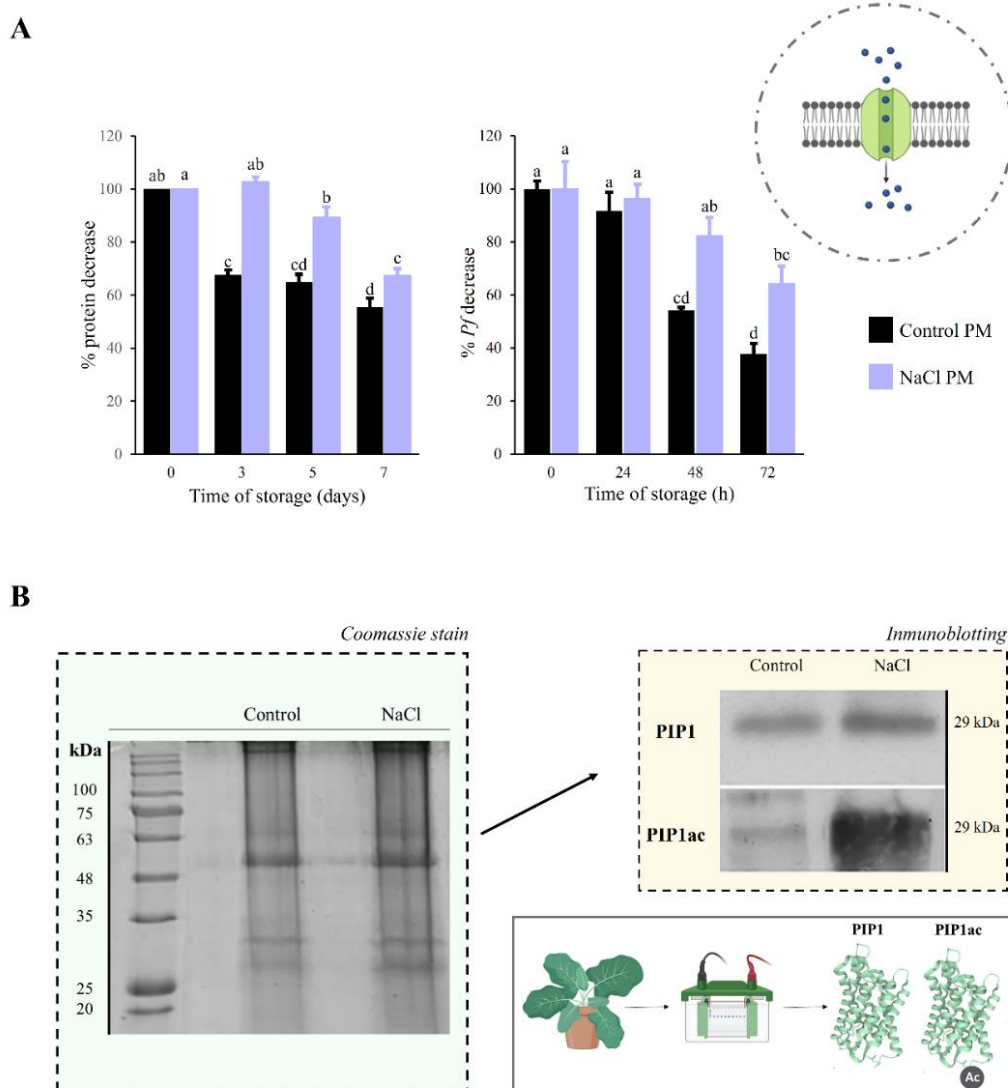 A
120
100
80
60
40
20
0
% protein decrease
ab
a
c
ab
cd
b
d
c
0
3
5
7
Time of storage (days)
120
100
80
60
40
20
0
% Pf decrease
a
a
a
a
cd
ab
d
bc
0
24
48
72
Time of storage (h)
Control PM
NaCl PM
B
Coomassie stain
Control NaCl
kDa
100
75
63
48
35
25
20
Inmunoblotting
Control NaCl
PIP1 29 kDa
PIP1ac 29 kDa
PIP1 PIP1ac
Ac